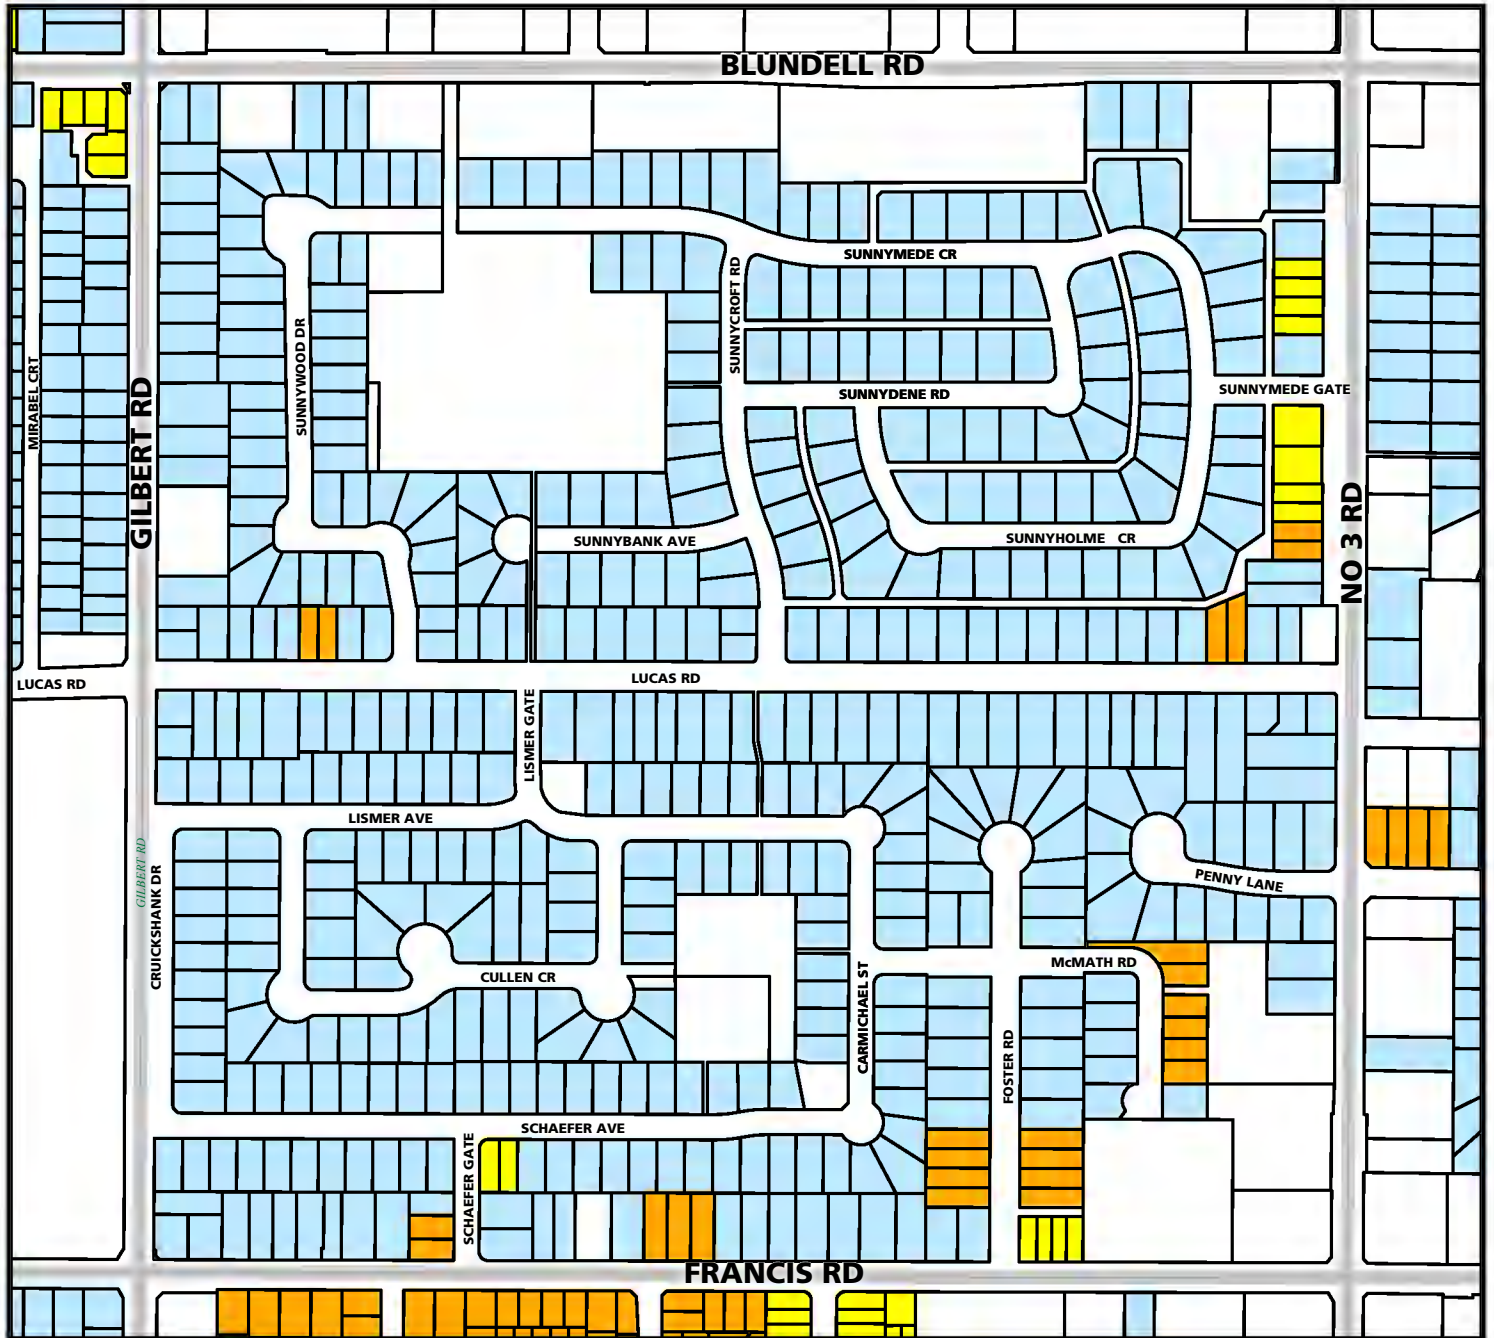 BLUNDELL RD
SUNNYMEDE CR
SUNNYCROFT RD
SUNNYWOOD DR
MIRABEL CRT
GILBERT RD
SUNNYDENE RD
SUNNYMEDE GATE
NO 3 RD
SUNNYBANK AVE
SUNNYHOLME CR
LUCAS RD
LUCAS RD
LISMER GATE
LISMER AVE
GILBERT RD
CRUICKSHANK DR
PENNY LANE
CULLEN CR
McMATH RD
CARMICHAEL ST
FOSTER RD
SCHAEFER AVE
SCHAEFER GATE
FRANCIS RD